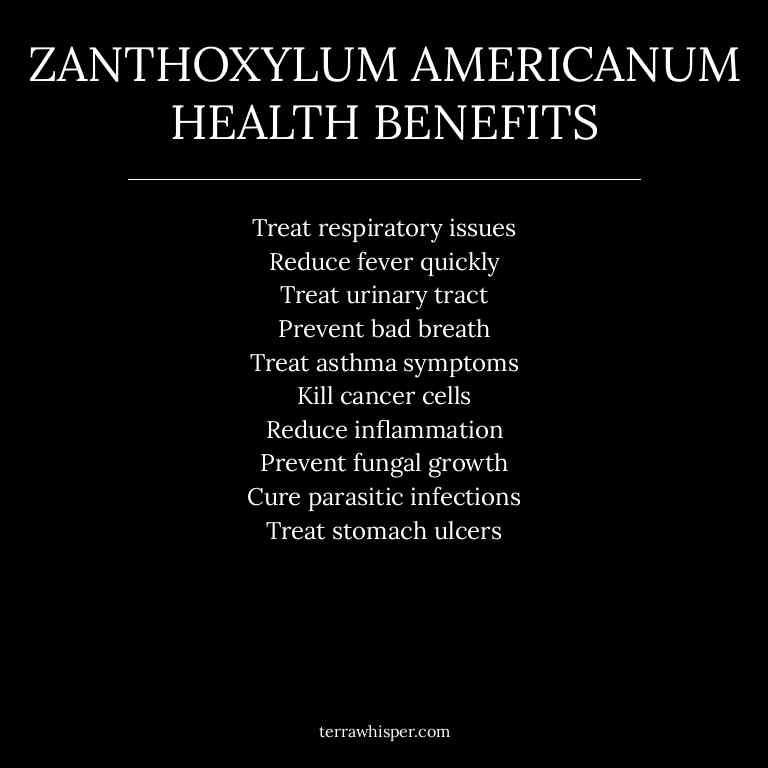 ZANTHOXYLUM AMERICANUM
HEALTH BENEFITS
Treat respiratory issues
Reduce fever quickly
Treat urinary tract
Prevent bad breath
Treat asthma symptoms
Kill cancer cells
Reduce inflammation
Prevent fungal growth
Cure parasitic infections
Treat stomach ulcers
terrawhisper.com